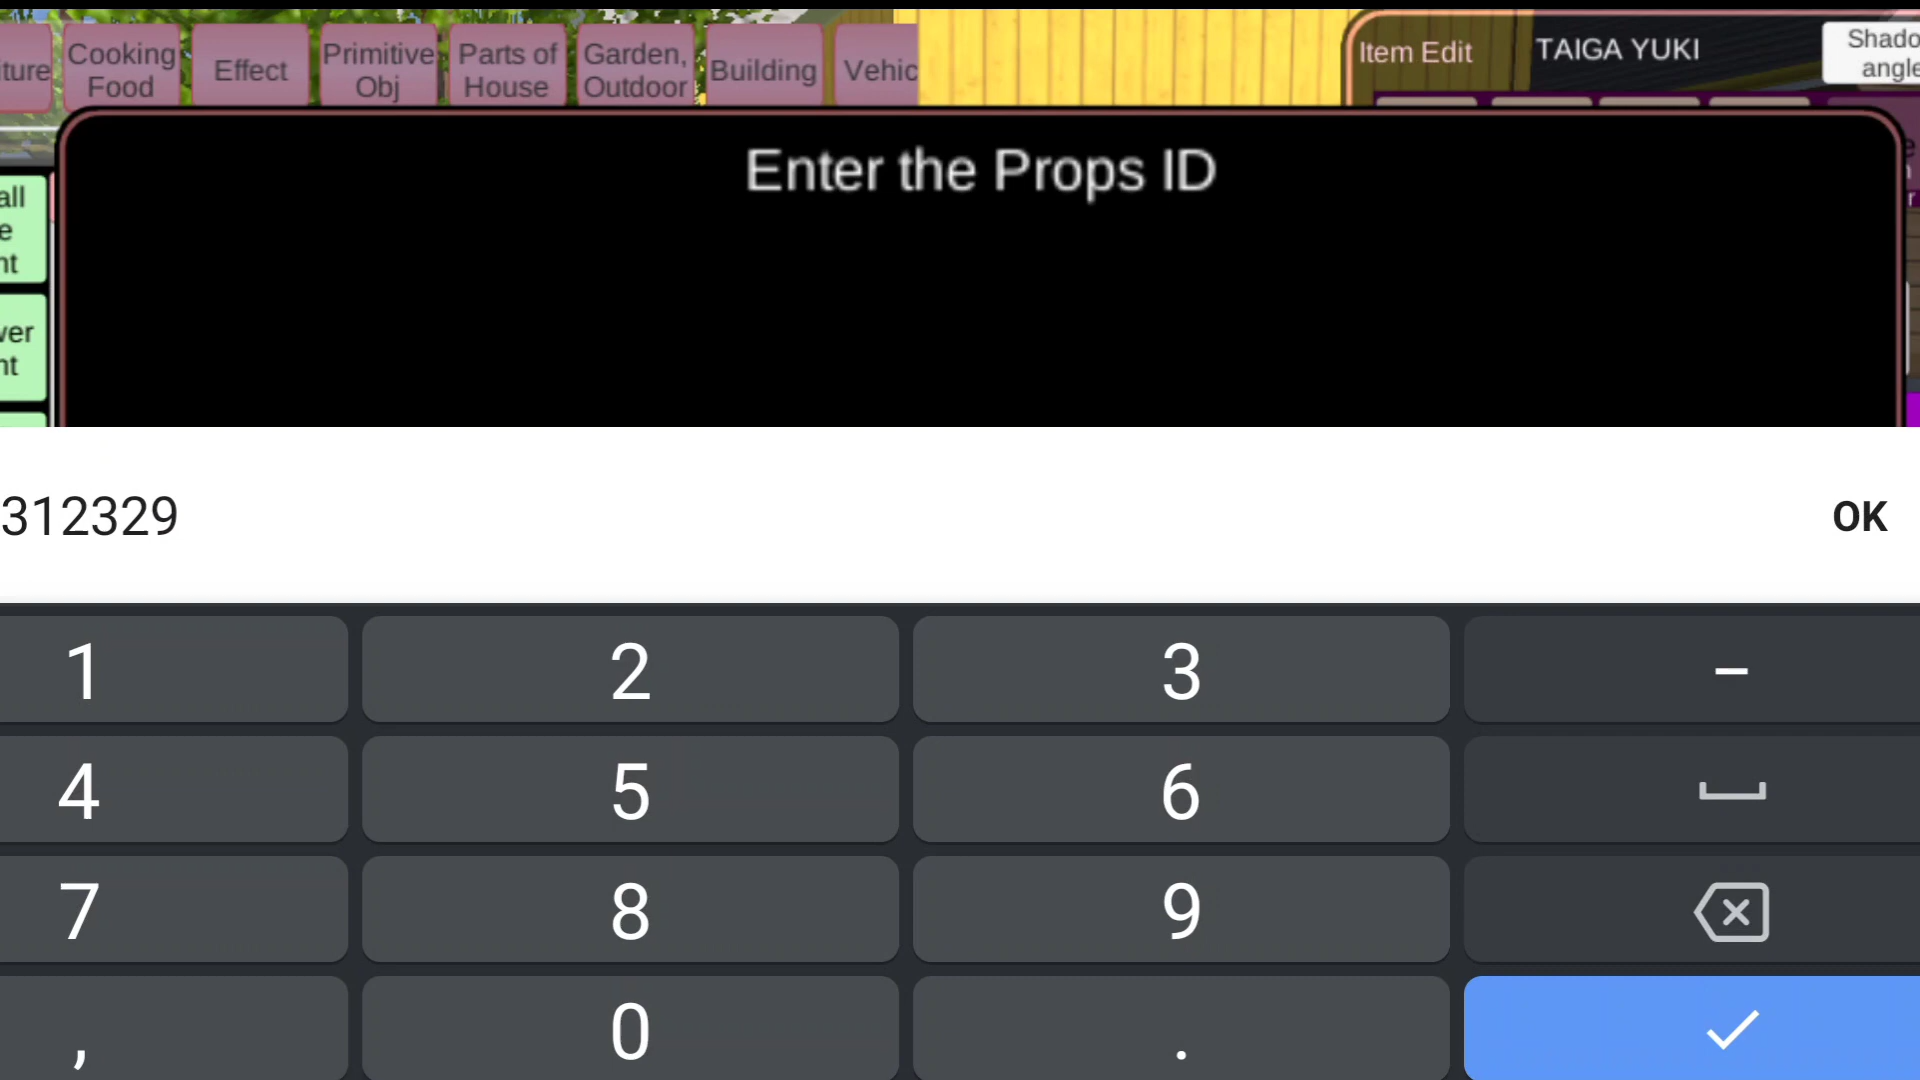 Cooking
Food
Effect
Primitive
Obj
Parts of
House
Garden,
Outdoor
Building
Item Edit
TAIGA YUKI
Enter the Props ID
312329
OK
1
2
3
–
4
5
6
7
8
9
,
0
.